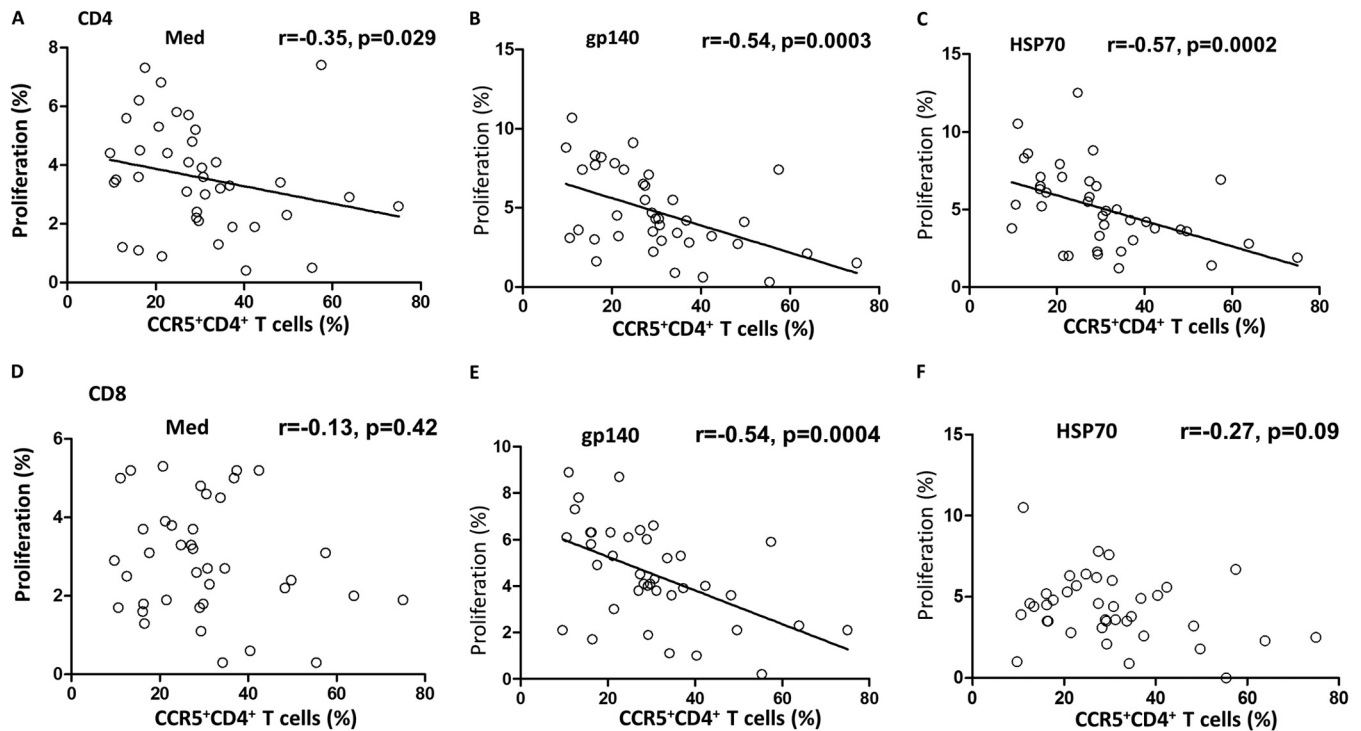 A CD4
Med r=-0.35, p=0.029
8
6
4
2
0
0 20 40 60 80
Proliferation (%)
CCR5⁺CD4⁺ T cells (%)
B
gp140 r=-0.54, p=0.0003
15
10
5
0
0 20 40 60 80
Proliferation (%)
CCR5⁺CD4⁺ T cells (%)
C
HSP70 r=-0.57, p=0.0002
15
10
5
0
0 20 40 60 80
Proliferation (%)
CCR5⁺CD4⁺ T cells (%)
D
CD8
Med r=-0.13, p=0.42
6
4
2
0
0 20 40 60 80
Proliferation (%)
CCR5⁺CD4⁺ T cells (%)
E
gp140 r=-0.54, p=0.0004
10
8
6
4
2
0
0 20 40 60 80
Proliferation (%)
CCR5⁺CD4⁺ T cells (%)
F
HSP70 r=-0.27, p=0.09
15
10
5
0
0 20 40 60 80
Proliferation (%)
CCR5⁺CD4⁺ T cells (%)